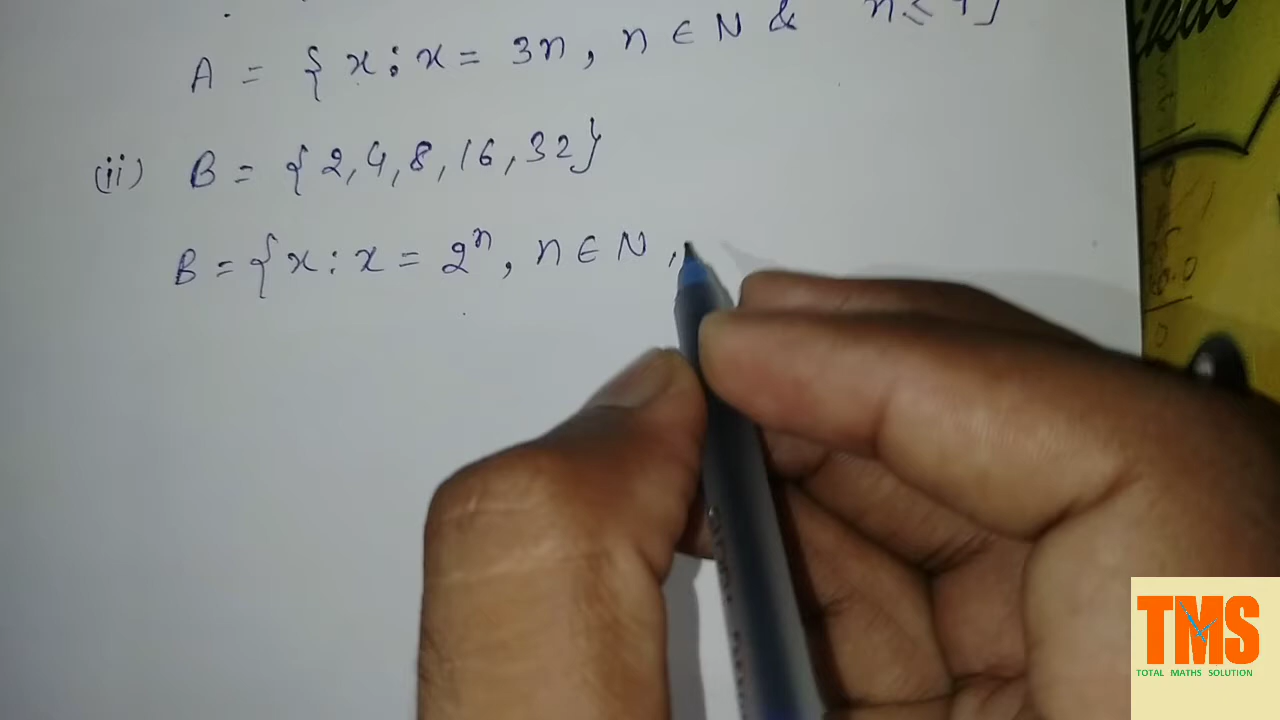 A = { x : x = 3n, n ∈ N & n ≤
(ii) B = {2, 4, 8, 16, 32}
B = { x : x = 2ⁿ, n ∈ N ,
TMS
TOTAL MATHS SOLUTION